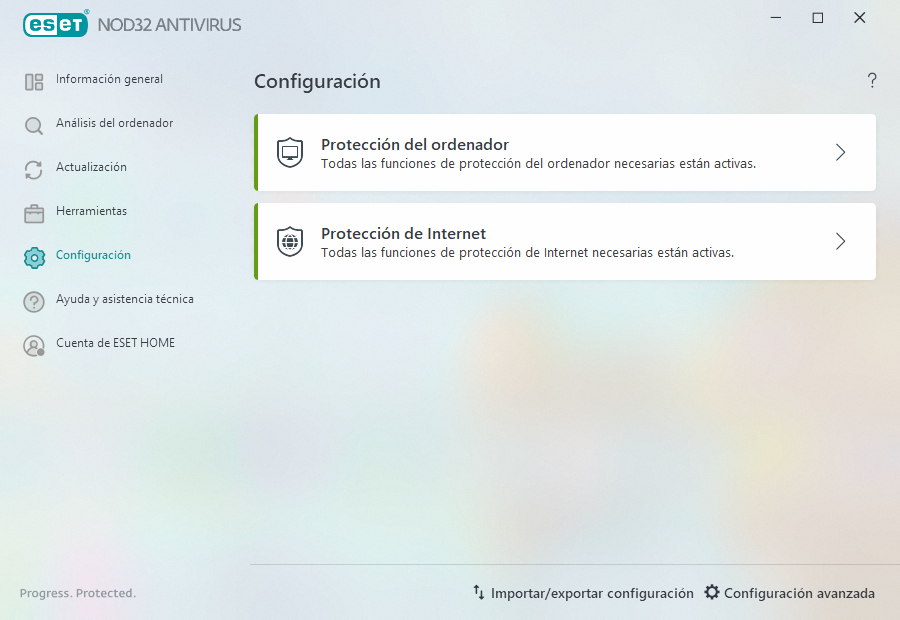 eseT® NOD32 ANTIVIRUS
Información general
Análisis del ordenador
Actualización
Herramientas
Configuración
Ayuda y asistencia técnica
Cuenta de ESET HOME
Configuración
?
Protección del ordenador
Todas las funciones de protección del ordenador necesarias están activas.
Protección de Internet
Todas las funciones de protección de Internet necesarias están activas.
Progress. Protected.
Importar/exportar configuración
Configuración avanzada